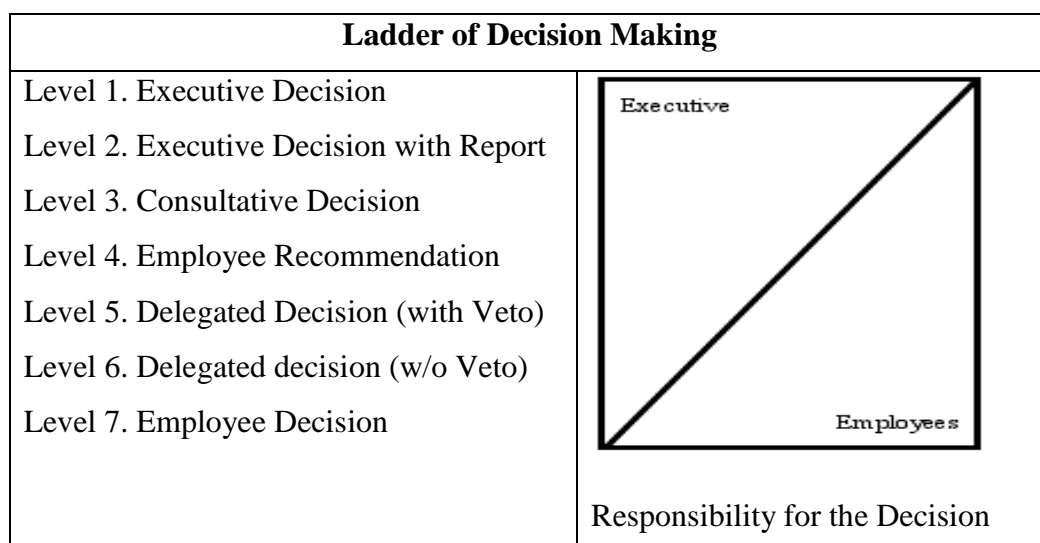 Ladder of Decision Making
Level 1. Executive Decision
Level 2. Executive Decision with Report
Level 3. Consultative Decision
Level 4. Employee Recommendation
Level 5. Delegated Decision (with Veto)
Level 6. Delegated decision (w/o Veto)
Level 7. Employee Decision
Executive
Employees
Responsibility for the Decision